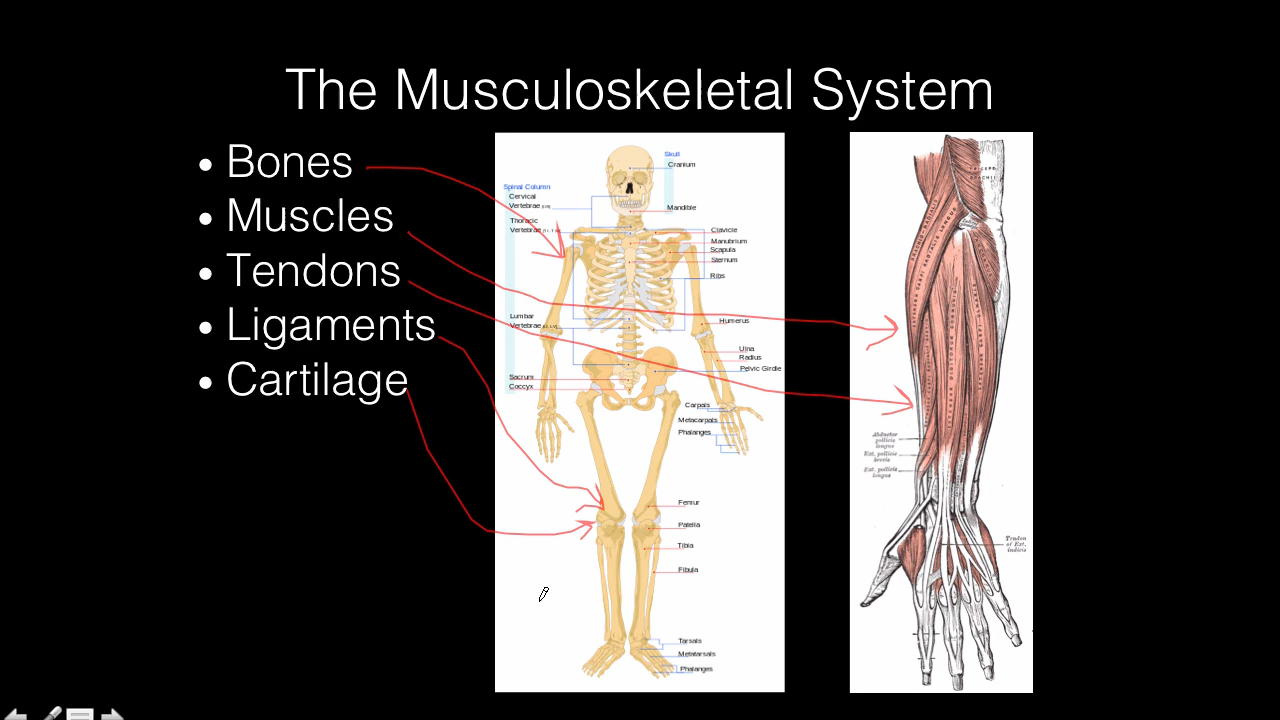 The Musculoskeletal System
• Bones
• Muscles
• Tendons
• Ligaments
• Cartilage
Skull
Cranium
Mandible
Spinal Column
Cervical
Vertebrae
Thoracic
Vertebrae
Lumbar
Vertebrae
Sacrum
Coccyx
Clavicle
Manubrium
Scapula
Sternum
Ribs
Humerus
Ulna
Radius
Pelvic Girdle
Carpals
Metacarpals
Phalanges
Femur
Patella
Tibia
Fibula
Tarsals
Metatarsals
Phalanges
Abductor
pollicis
longus
Ext. pollicis
brevis
Ext. pollicis
longus
Tendon
of Ext.
indicis